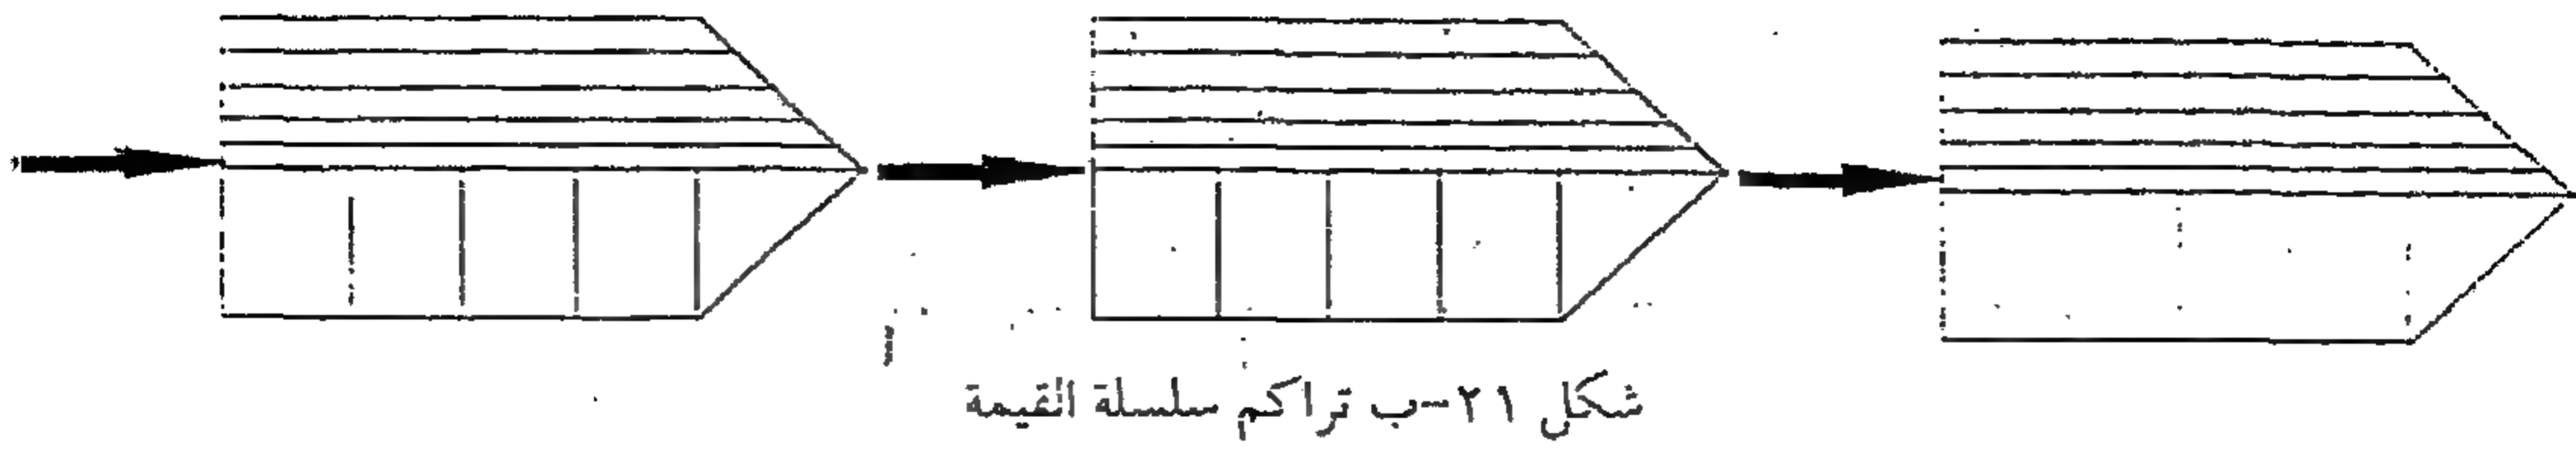 شكل ٢١-ب تراكم سلسلة القيمة